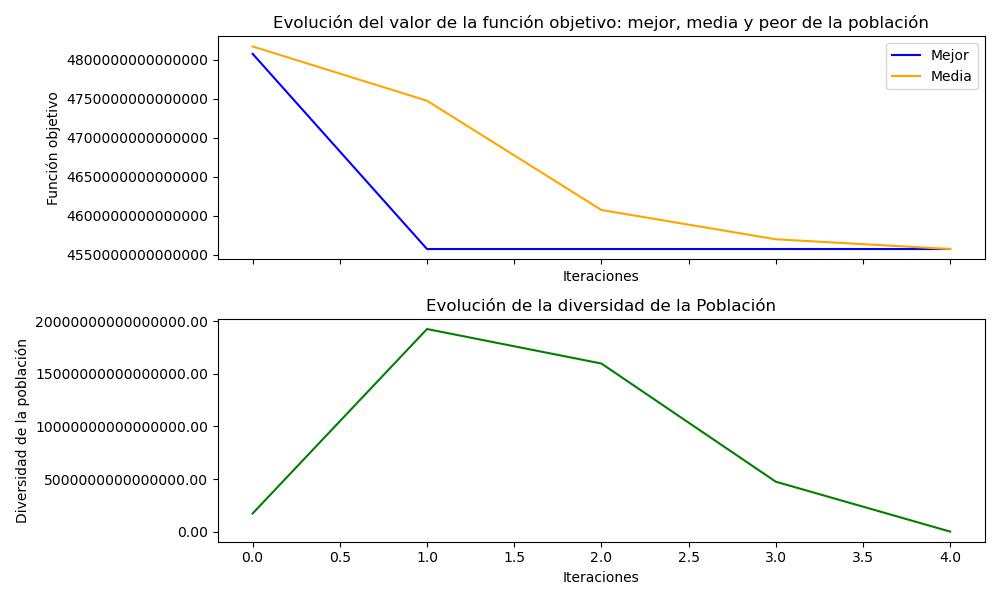 Evolución del valor de la función objetivo: mejor, media y peor de la población
4800000000000000
4750000000000000
4700000000000000
4650000000000000
4600000000000000
4550000000000000
Función objetivo
Mejor
Media
Iteraciones
Evolución de la diversidad de la Población
20000000000000000.00
15000000000000000.00
10000000000000000.00
5000000000000000.00
0.00
Diversidad de la población
0.0 0.5 1.0 1.5 2.0 2.5 3.0 3.5 4.0
Iteraciones